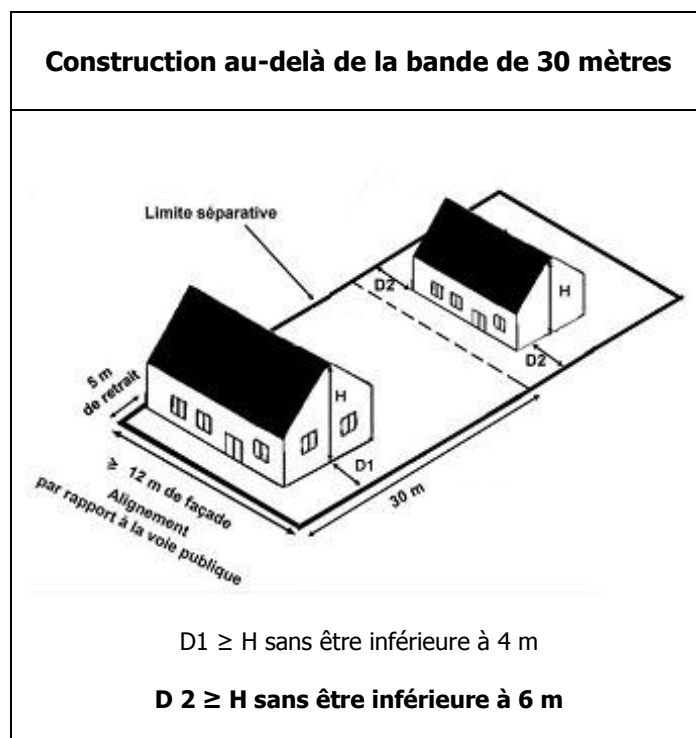 Construction au-delà de la bande de 30 mètres
Limite séparative
D2
H
D2
5 m
de retrait
H
D1
≥ 12 m de façade
Alignement
par rapport à la voie publique
30 m
D1 ≥ H sans être inférieure à 4 m
D 2 ≥ H sans être inférieure à 6 m